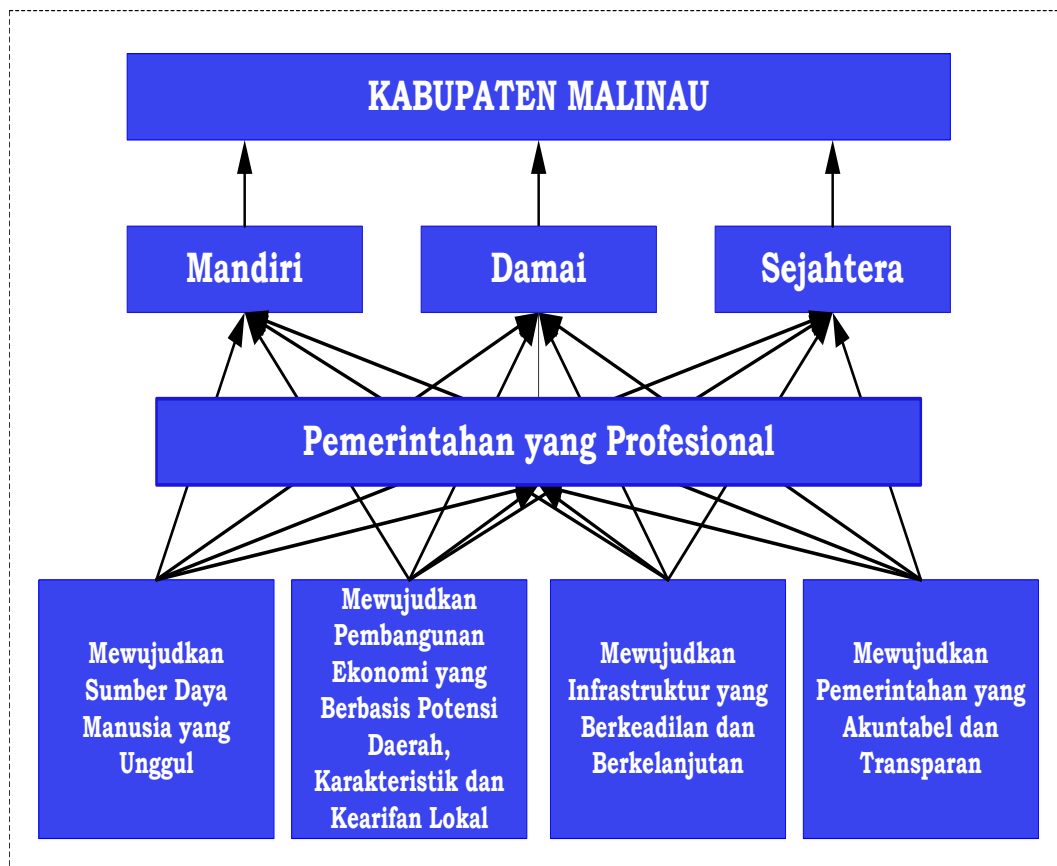 KABUPATEN MALINAU
Mandiri
Damai
Sejahtera
Pemerintahan yang Profesional
Mewujudkan
Sumber Daya
Manusia yang
Unggul
Mewujudkan
Pembangunan
Ekonomi yang
Berbasis Potensi
Daerah,
Karakteristik dan
Kearifan Lokal
Mewujudkan
Infrastruktur yang
Berkeadilan dan
Berkelanjutan
Mewujudkan
Pemerintahan yang
Akuntabel dan
Transparan